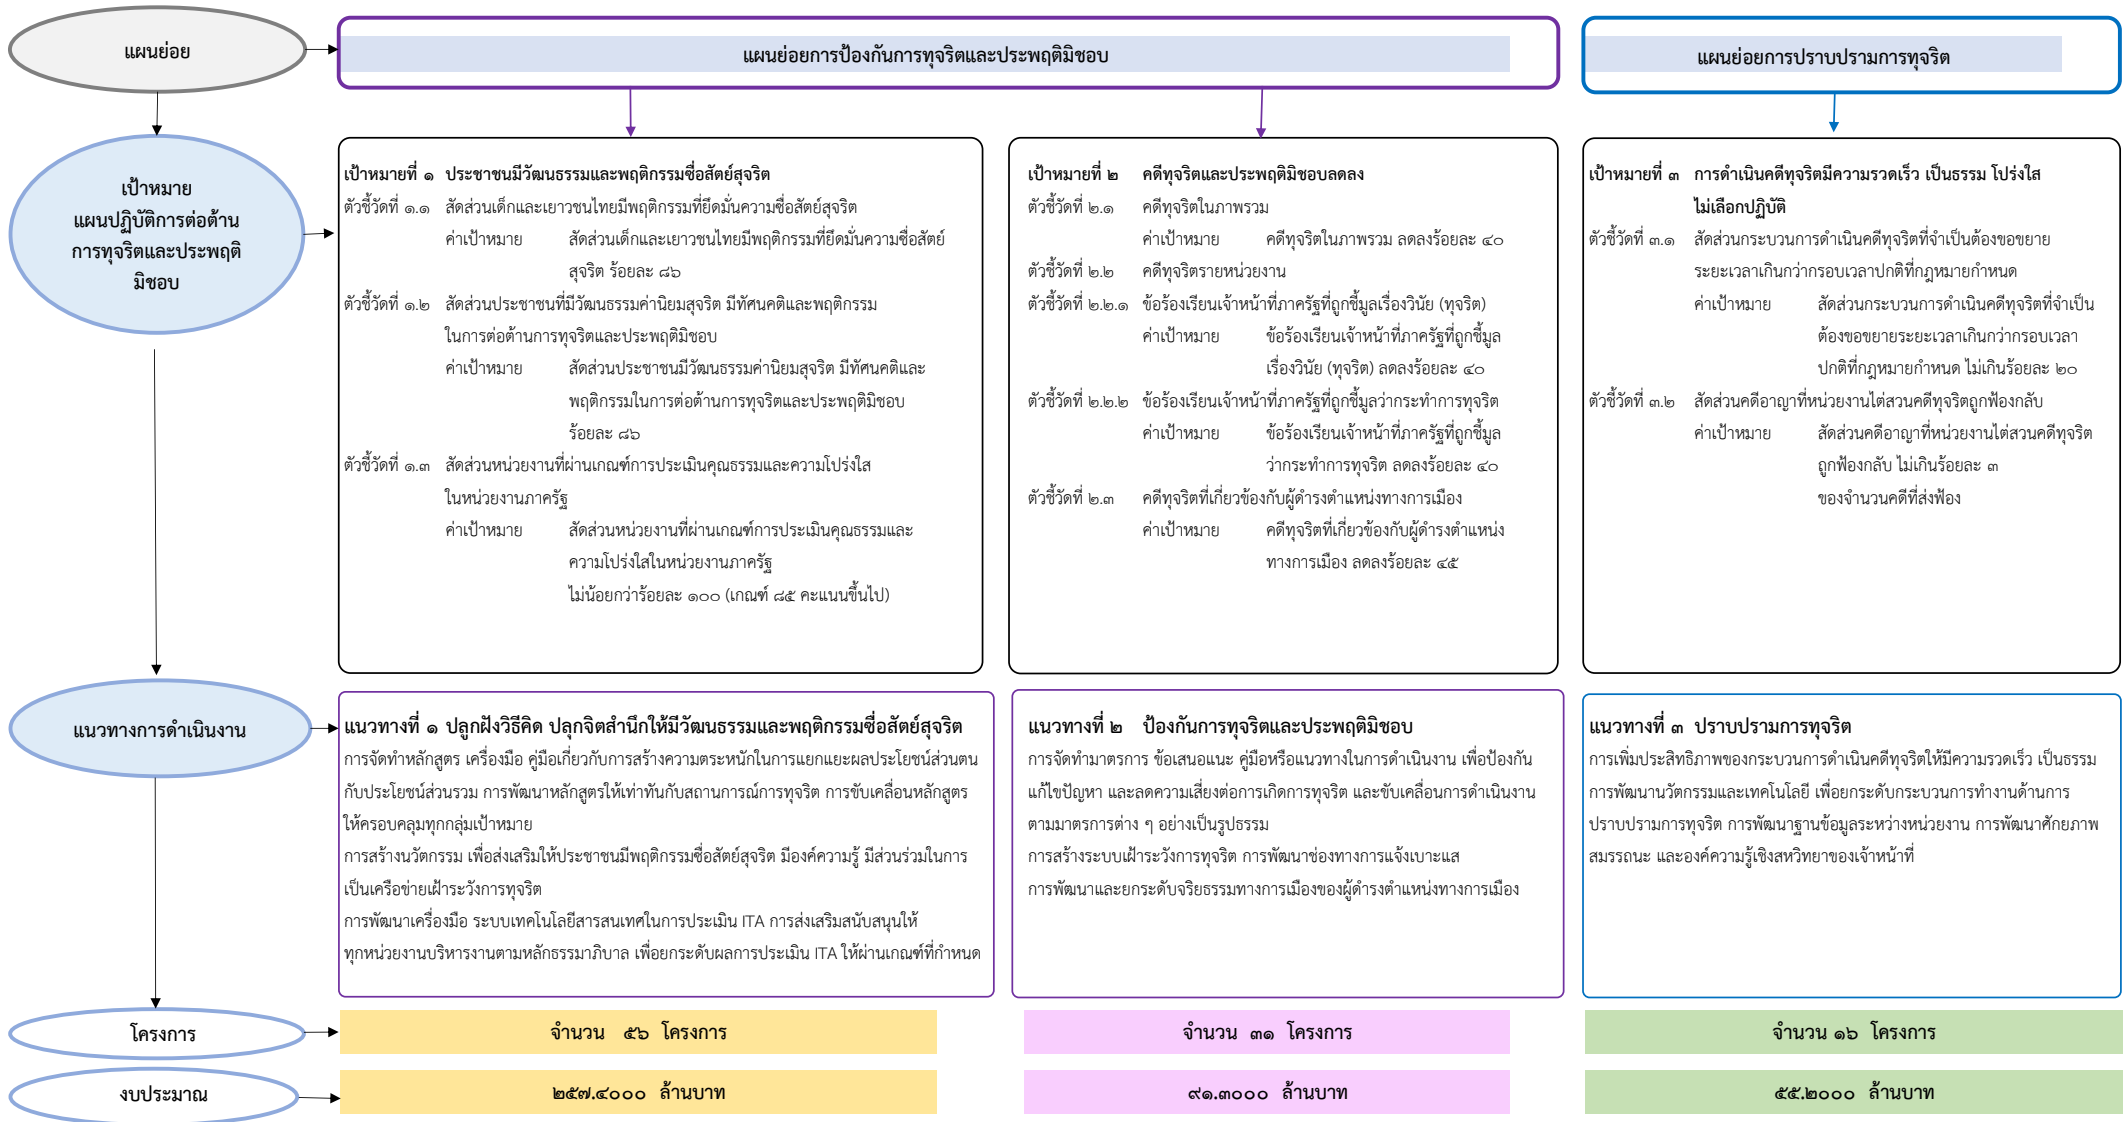 แผนย่อย
แผนย่อยการป้องกันการทุจริตและประพฤติมิชอบ
แผนย่อยการปราบปรามการทุจริต
เป้าหมาย
แผนปฏิบัติการต่อต้าน
การทุจริตและประพฤติ
มิชอบ
เป้าหมายที่ ๑ ประชาชนมีวัฒนธรรมและพฤติกรรมซื่อสัตย์สุจริต
ตัวชี้วัดที่ ๑.๑ สัดส่วนเด็กและเยาวชนไทยมีพฤติกรรมที่ยึดมั่นความซื่อสัตย์สุจริต
ค่าเป้าหมาย สัดส่วนเด็กและเยาวชนไทยมีพฤติกรรมที่ยึดมั่นความซื่อสัตย์
สุจริต ร้อยละ ๘๖
ตัวชี้วัดที่ ๑.๒ สัดส่วนประชาชนที่มีวัฒนธรรมค่านิยมสุจริต มีทัศนคติและพฤติกรรม
ในการต่อต้านการทุจริตและประพฤติมิชอบ
ค่าเป้าหมาย สัดส่วนประชาชนมีวัฒนธรรมค่านิยมสุจริต มีทัศนคติและ
พฤติกรรมในการต่อต้านการทุจริตและประพฤติมิชอบ
ร้อยละ ๘๖
ตัวชี้วัดที่ ๑.๓ สัดส่วนหน่วยงานที่ผ่านเกณฑ์การประเมินคุณธรรมและความโปร่งใส
ในหน่วยงานภาครัฐ
ค่าเป้าหมาย สัดส่วนหน่วยงานที่ผ่านเกณฑ์การประเมินคุณธรรมและ
ความโปร่งใสในหน่วยงานภาครัฐ
ไม่น้อยกว่าร้อยละ ๑๐๐ (เกณฑ์ ๘๕ คะแนนขึ้นไป)
เป้าหมายที่ ๒ คดีทุจริตและประพฤติมิชอบลดลง
ตัวชี้วัดที่ ๒.๑ คดีทุจริตในภาพรวม
ค่าเป้าหมาย คดีทุจริตในภาพรวม ลดลงร้อยละ ๔๐
ตัวชี้วัดที่ ๒.๒ คดีทุจริตรายหน่วยงาน
ตัวชี้วัดที่ ๒.๒.๑ ข้อร้องเรียนเจ้าหน้าที่ภาครัฐที่ถูกชี้มูลเรื่องวินัย (ทุจริต)
ค่าเป้าหมาย ข้อร้องเรียนเจ้าหน้าที่ภาครัฐที่ถูกชี้มูล
เรื่องวินัย (ทุจริต) ลดลงร้อยละ ๔๐
ตัวชี้วัดที่ ๒.๒.๒ ข้อร้องเรียนเจ้าหน้าที่ภาครัฐที่ถูกชี้มูลว่ากระทำการทุจริต
ค่าเป้าหมาย ข้อร้องเรียนเจ้าหน้าที่ภาครัฐที่ถูกชี้มูล
ว่ากระทำการทุจริต ลดลงร้อยละ ๔๐
ตัวชี้วัดที่ ๒.๓ คดีทุจริตที่เกี่ยวข้องกับผู้ดำรงตำแหน่งทางการเมือง
ค่าเป้าหมาย คดีทุจริตที่เกี่ยวข้องกับผู้ดำรงตำแหน่ง
ทางการเมือง ลดลงร้อยละ ๔๕
เป้าหมายที่ ๓ การดำเนินคดีทุจริตมีความรวดเร็ว เป็นธรรม โปร่งใส
ไม่เลือกปฏิบัติ
ตัวชี้วัดที่ ๓.๑ สัดส่วนกระบวนการดำเนินคดีทุจริตที่จำเป็นต้องขอขยาย
ระยะเวลาเกินกว่ากรอบเวลาปกติที่กฎหมายกำหนด
ค่าเป้าหมาย สัดส่วนกระบวนการดำเนินคดีทุจริตที่จำเป็น
ต้องขอขยายระยะเวลาเกินกว่ากรอบเวลา
ปกติที่กฎหมายกำหนด ไม่เกินร้อยละ ๒๐
ตัวชี้วัดที่ ๓.๒ สัดส่วนคดีอาญาที่หน่วยงานไต่สวนคดีทุจริตถูกฟ้องกลับ
ค่าเป้าหมาย สัดส่วนคดีอาญาที่หน่วยงานไต่สวนคดีทุจริต
ถูกฟ้องกลับ ไม่เกินร้อยละ ๓
ของจำนวนคดีที่ส่งฟ้อง
แนวทางการดำเนินงาน
แนวทางที่ ๑ ปลูกฝังวิธีคิด ปลุกจิตสำนึกให้มีวัฒนธรรมและพฤติกรรมซื่อสัตย์สุจริต
การจัดทำหลักสูตร เครื่องมือ คู่มือเกี่ยวกับการสร้างความตระหนักในการแยกแยะผลประโยชน์ส่วนตน
กับประโยชน์ส่วนรวม การพัฒนาหลักสูตรให้เท่าทันกับสถานการณ์การทุจริต การขับเคลื่อนหลักสูตร
ให้ครอบคลุมทุกกลุ่มเป้าหมาย
การสร้างนวัตกรรม เพื่อส่งเสริมให้ประชาชนมีพฤติกรรมซื่อสัตย์สุจริต มีองค์ความรู้ มีส่วนร่วมในการ
เป็นเครือข่ายเฝ้าระวังการทุจริต
การพัฒนาเครื่องมือ ระบบเทคโนโลยีสารสนเทศในการประเมิน ITA การส่งเสริมสนับสนุนให้
ทุกหน่วยงานบริหารงานตามหลักธรรมาภิบาล เพื่อยกระดับผลการประเมิน ITA ให้ผ่านเกณฑ์ที่กำหนด
แนวทางที่ ๒ ป้องกันการทุจริตและประพฤติมิชอบ
การจัดทำมาตรการ ข้อเสนอแนะ คู่มือหรือแนวทางในการดำเนินงาน เพื่อป้องกัน
แก้ไขปัญหา และลดความเสี่ยงต่อการเกิดการทุจริต และขับเคลื่อนการดำเนินงาน
ตามมาตรการต่าง ๆ อย่างเป็นรูปธรรม
การสร้างระบบเฝ้าระวังการทุจริต การพัฒนาช่องทางการแจ้งเบาะแส
การพัฒนาและยกระดับจริยธรรมทางการเมืองของผู้ดำรงตำแหน่งทางการเมือง
แนวทางที่ ๓ ปราบปรามการทุจริต
การเพิ่มประสิทธิภาพของกระบวนการดำเนินคดีทุจริตให้มีความรวดเร็ว เป็นธรรม
การพัฒนานวัตกรรมและเทคโนโลยี เพื่อยกระดับกระบวนการทำงานด้านการ
ปราบปรามการทุจริต การพัฒนาฐานข้อมูลระหว่างหน่วยงาน การพัฒนาศักยภาพ
สมรรถนะ และองค์ความรู้เชิงสหวิทยาของเจ้าหน้าที่
โครงการ
จำนวน ๕๖ โครงการ
จำนวน ๓๑ โครงการ
จำนวน ๑๖ โครงการ
งบประมาณ
๒๕๗.๔๐๐๐ ล้านบาท
๙๑.๓๐๐๐ ล้านบาท
๕๕.๒๐๐๐ ล้านบาท